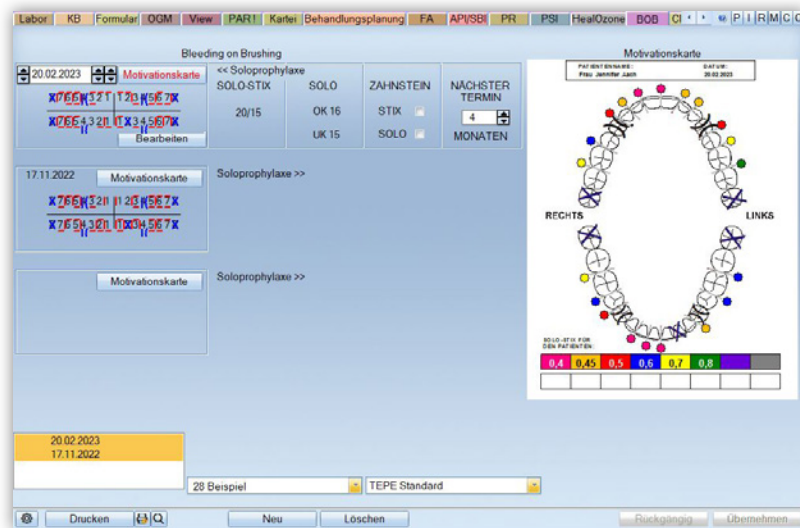 Labor KB Formular OGM View PAR! Kartei Behandlungsplanung FA API/SBI PR PSI HealOzone BOB P I R M C C
Bleeding on Brushing
Motivationskarte
20.02.2023 Motivationskarte
<< Soloprophylaxe
SOLO-STIX SOLO ZAHNSTEIN NÄCHSTER TERMIN
20/15 OK 16 STIX 4
UK 15 SOLO MONATEN
Bearbeiten
17.11.2022 Motivationskarte
Soloprophylaxe >>
Motivationskarte
Soloprophylaxe >>
PATIENTENNAME: DATUM:
Frau Jennifer Asch 20.02.2023
RECHTS LINKS
SOLO-STIX FÜR
DEN PATIENTEN:
0,4 0,45 0,5 0,6 0,7 0,8
20.02.2023
17.11.2022
28 Beispiel TEPE Standard
Drucken Neu Löschen Rückgängig Übernehmen